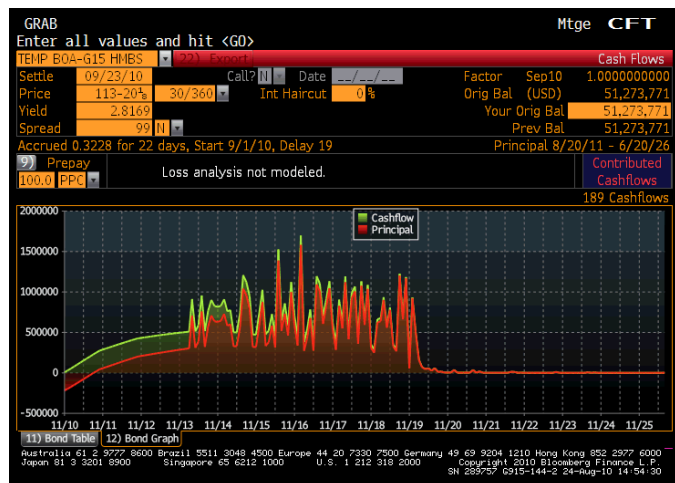 GRAB Mtge CFT
Enter all values and hit <GO>
TEMP BOA-G15 HMBS 22) Export Cash Flows
Settle 09/23/10 Call? N Date __/__/__ Factor Sep10 1.0000000000
Price 113-20⅛ 30/360 Int Haircut 0 % Orig Bal (USD) 51,273,771
Yield 2.8169 Your Orig Bal 51,273,771
Spread 99 N Prev Bal 51,273,771
Accrued 0.3228 for 22 days, Start 9/1/10, Delay 19 Principal 8/20/11 - 6/20/26
9) Prepay Loss analysis not modeled. Contributed
100.0 PPC Cashflows
189 Cashflows
Cashflow
Principal
2000000
1500000
1000000
500000
0
-500000
11/10 11/11 11/12 11/13 11/14 11/15 11/16 11/17 11/18 11/19 11/20 11/21 11/22 11/23 11/24 11/25
11) Bond Table 12) Bond Graph
Australia 61 2 9777 8600 Brazil 5511 3048 4500 Europe 44 20 7330 7500 Germany 49 69 9204 1210 Hong Kong 852 2977 6000
Japan 81 3 3201 8900 Singapore 65 6212 1000 U.S. 1 212 318 2000 Copyright 2010 Bloomberg Finance L.P.
SN 289757 G915-144-2 24-Aug-10 14:54:30